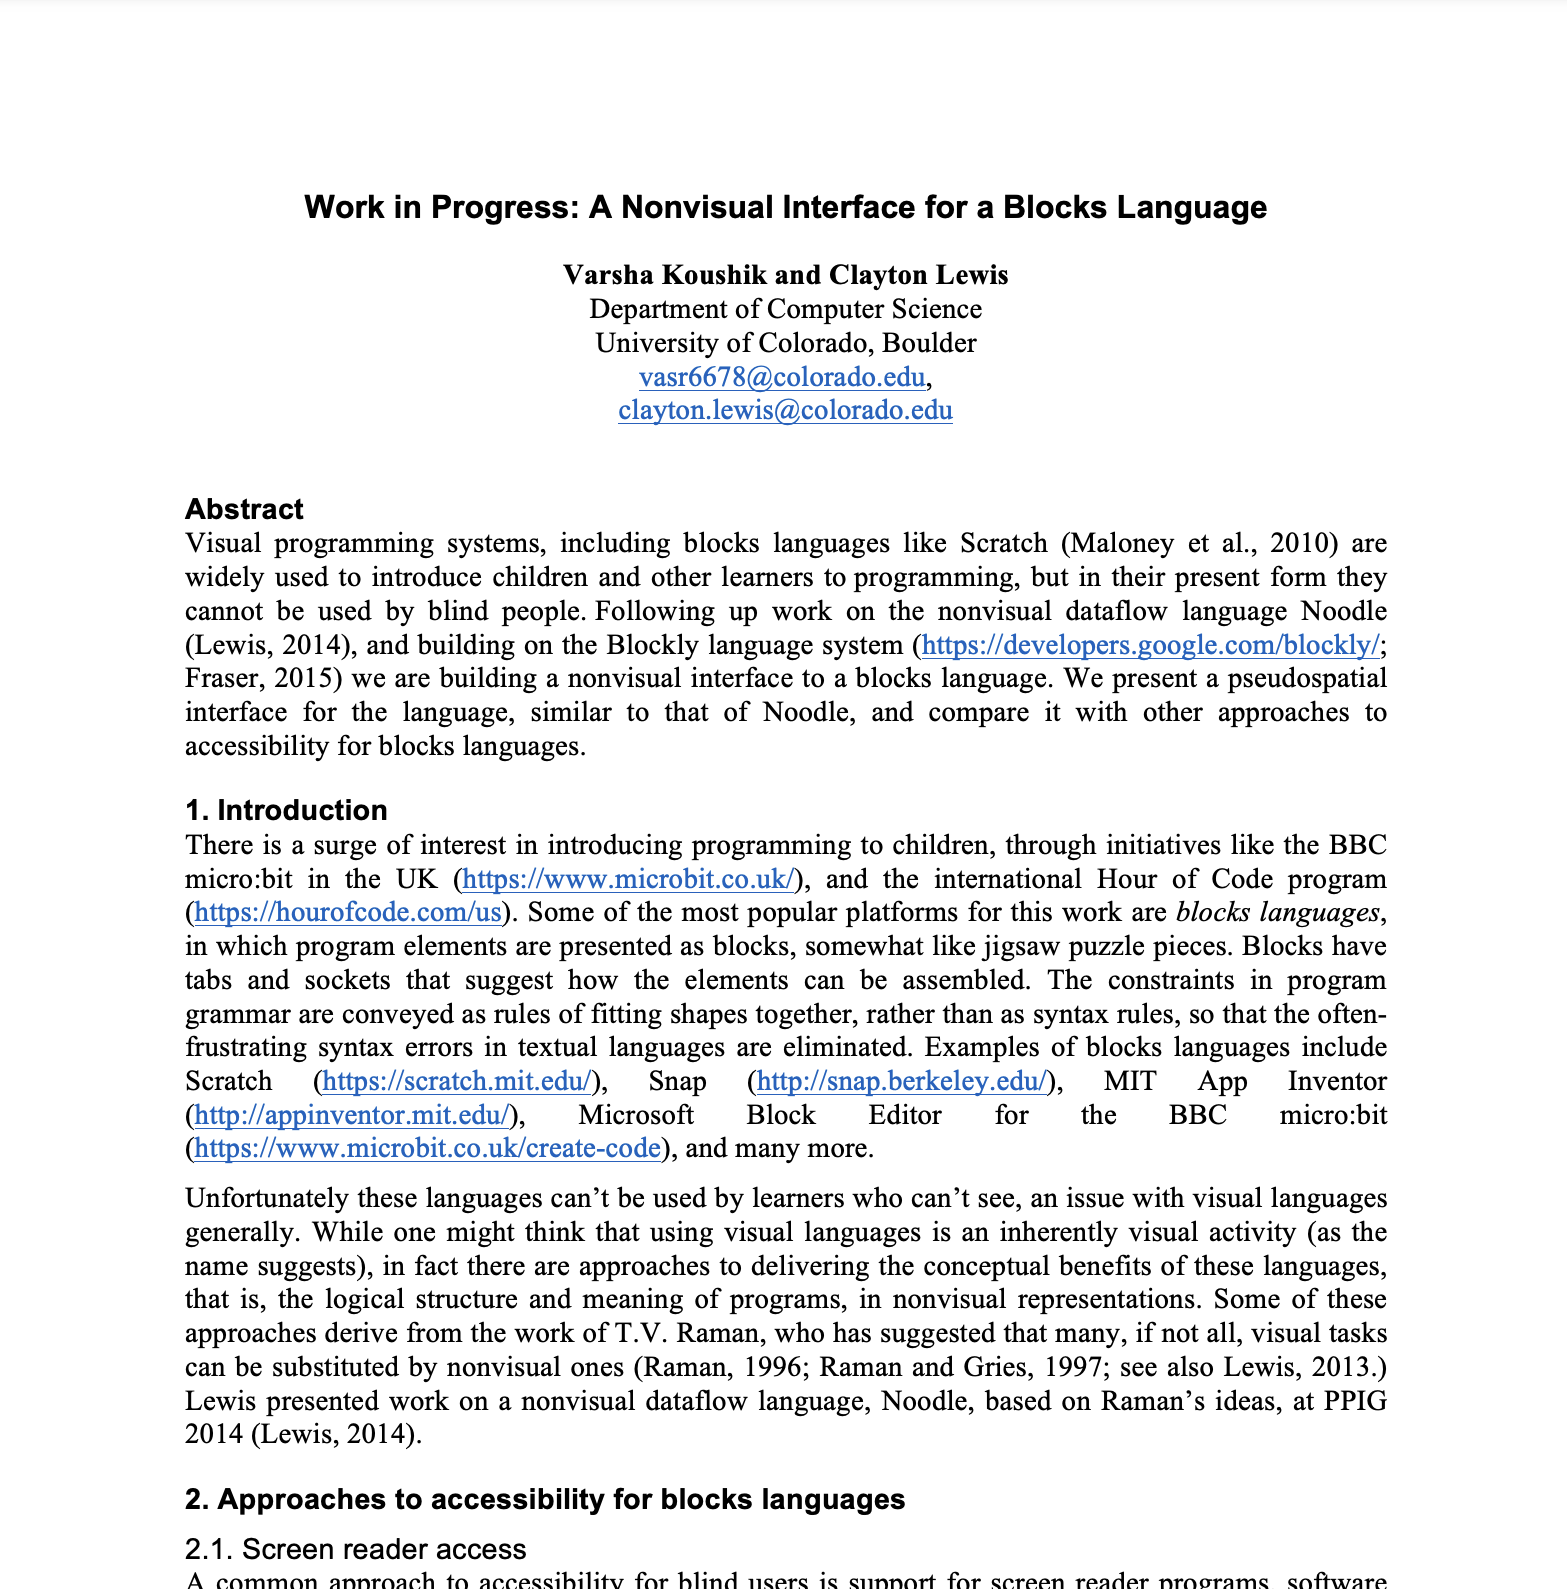 Work in Progress: A Nonvisual Interface for a Blocks Language
Varsha Koushik and Clayton Lewis
Department of Computer Science
University of Colorado, Boulder
vasr6678@colorado.edu,
clayton.lewis@colorado.edu
Abstract
Visual programming systems, including blocks languages like Scratch (Maloney et al., 2010) are
widely used to introduce children and other learners to programming, but in their present form they
cannot be used by blind people. Following up work on the nonvisual dataflow language Noodle
(Lewis, 2014), and building on the Blockly language system (https://developers.google.com/blockly/;
Fraser, 2015) we are building a nonvisual interface to a blocks language. We present a pseudospatial
interface for the language, similar to that of Noodle, and compare it with other approaches to
accessibility for blocks languages.
1. Introduction
There is a surge of interest in introducing programming to children, through initiatives like the BBC
micro:bit in the UK (https://www.microbit.co.uk/), and the international Hour of Code program
(https://hourofcode.com/us). Some of the most popular platforms for this work are blocks languages,
in which program elements are presented as blocks, somewhat like jigsaw puzzle pieces. Blocks have
tabs and sockets that suggest how the elements can be assembled. The constraints in program
grammar are conveyed as rules of fitting shapes together, rather than as syntax rules, so that the often-
frustrating syntax errors in textual languages are eliminated. Examples of blocks languages include
Scratch (https://scratch.mit.edu/), Snap (http://snap.berkeley.edu/), MIT App Inventor
(http://appinventor.mit.edu/), Microsoft Block Editor for the BBC micro:bit
(https://www.microbit.co.uk/create-code), and many more.
Unfortunately these languages can’t be used by learners who can’t see, an issue with visual languages
generally. While one might think that using visual languages is an inherently visual activity (as the
name suggests), in fact there are approaches to delivering the conceptual benefits of these languages,
that is, the logical structure and meaning of programs, in nonvisual representations. Some of these
approaches derive from the work of T.V. Raman, who has suggested that many, if not all, visual tasks
can be substituted by nonvisual ones (Raman, 1996; Raman and Gries, 1997; see also Lewis, 2013.)
Lewis presented work on a nonvisual dataflow language, Noodle, based on Raman’s ideas, at PPIG
2014 (Lewis, 2014).
2. Approaches to accessibility for blocks languages
2.1. Screen reader access
A common approach to accessibility for blind users is support for screen reader programs, software